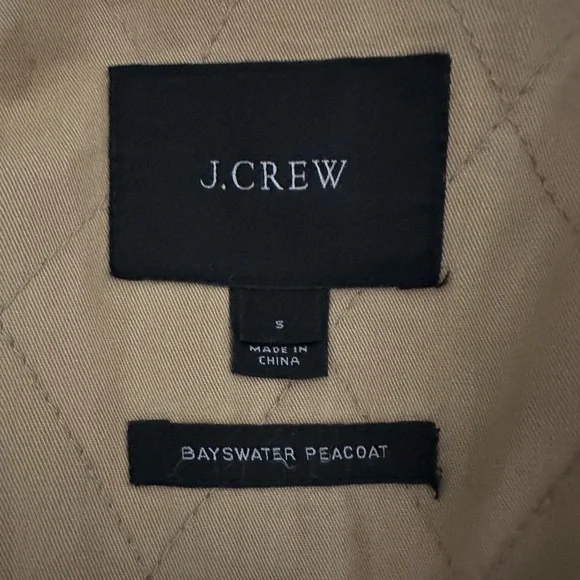 J.CREW
S
MADE IN
CHINA
BAYSWATER PEACOAT